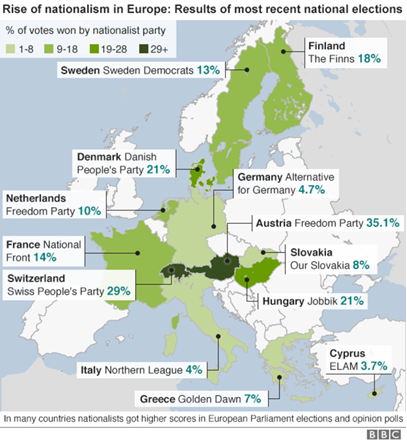 Rise of nationalism in Europe: Results of most recent national elections
% of votes won by nationalist party
1-8 9-18 19-28 29+
Finland
The Finns 18%
Sweden Sweden Democrats 13%
Denmark Danish
People's Party 21%
Germany Alternative
for Germany 4.7%
Netherlands
Freedom Party 10%
Austria Freedom Party 35.1%
France National
Front 14%
Slovakia
Our Slovakia 8%
Switzerland
Swiss People's Party 29%
Hungary Jobbik 21%
Cyprus
ELAM 3.7%
Italy Northern League 4%
Greece Golden Dawn 7%
In many countries nationalists got higher scores in European Parliament elections and opinion polls
BBC